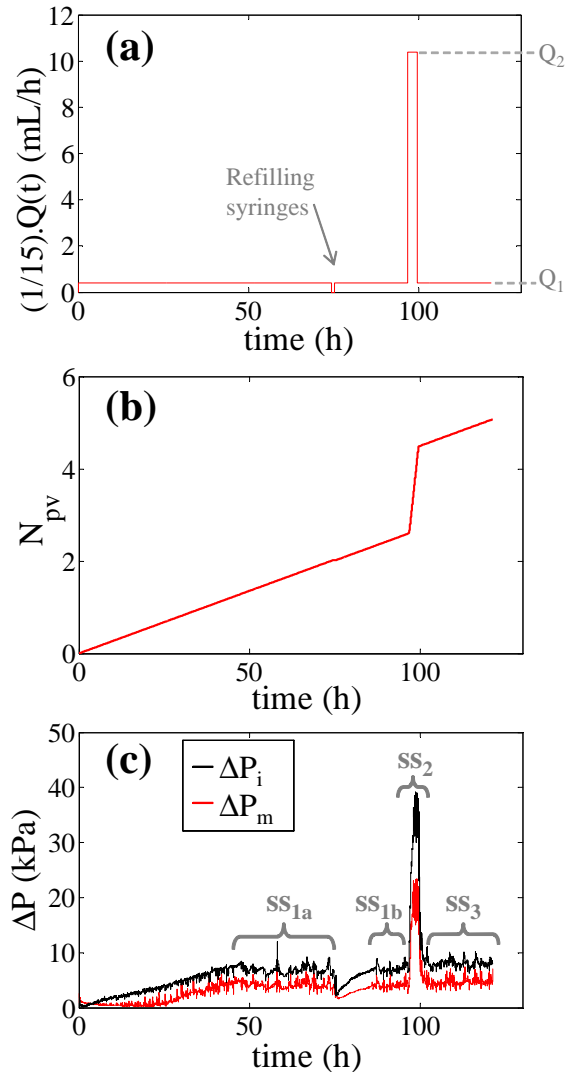 (a)
12
10
8
6
4
2
0
(1/15).Q(t) (mL/h)
Q2
Q1
Refilling
syringes
0 50 100
time (h)
(b)
6
4
2
0
Npv
0 50 100
time (h)
(c)
50
40
30
20
10
0
ΔP (kPa)
ΔPi
ΔPm
ss1a
ss1b
ss2
ss3
0 50 100
time (h)